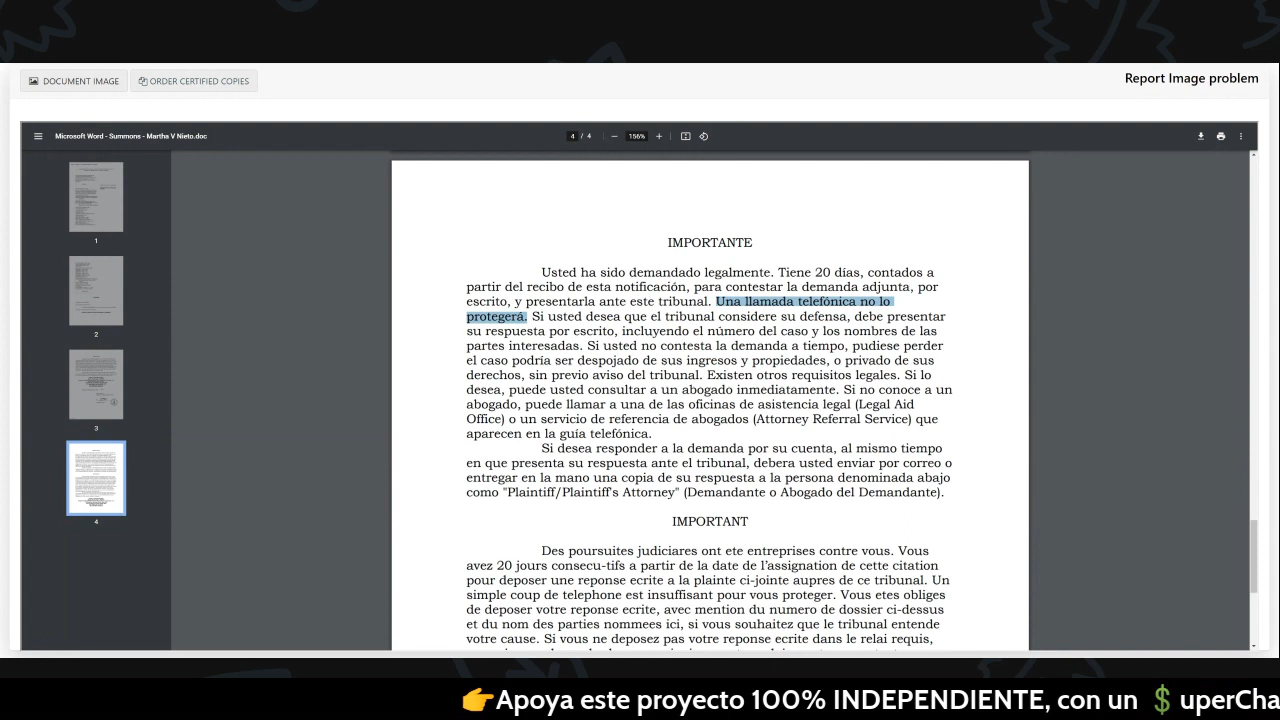 DOCUMENT IMAGE
ORDER CERTIFIED COPIES
Report Image problem
Microsoft Word - Summons - Martha V Nieto.doc
4 / 4
156%
1
2
3
4
IMPORTANTE
Usted ha sido demandado legalmente. Tiene 20 dias, contados a
partir del recibo de esta notificación, para contestar la demanda adjunta, por
escrito, y presentarla ante este tribunal. Una llamada telefónica no lo
protegerá. Si usted desea que el tribunal considere su defensa, debe presentar
su respuesta por escrito, incluyendo el número del caso y los nombres de las
partes interesadas. Si usted no contesta la demanda a tiempo, pudiese perder
el caso podria ser despojado de sus ingresos y propiedades, o privado de sus
derechos, sin previo aviso del tribunal. Existen otros requisitos legales. Si lo
desea, puede usted consultar a un abogado inmediatamente. Si no conoce a un
abogado, puede llamar a una de las oficinas de asistencia legal (Legal Aid
Office) o un servicio de referencia de abogados (Attorney Referral Service) que
aparecen en la guía telefónica.
Si desea responder a la demanda por su cuenta, al mismo tiempo
en que presenta su respuesta ante el tribunal, debera usted enviar por correo o
entregar en la mano una copia de su respuesta a la persona denominada abajo
como "Plaintiff/Plaintiff's Attorney" (Demandante o Abogado del Demandante).
IMPORTANT
Des poursuites judiciares ont ete entreprises contre vous. Vous
avez 20 jours consecu-tifs a partir de la date de l'assignation de cette citation
pour deposer une reponse ecrite a la plainte ci-jointe aupres de ce tribunal. Un
simple coup de telephone est insuffisant pour vous proteger. Vous etes obliges
de deposer votre reponse ecrite, avec mention du numero de dossier ci-dessus
et du nom des parties nommees ici, si vous souhaitez que le tribunal entende
votre cause. Si vous ne deposez pas votre reponse ecrite dans le relai requis,
👉Apoya este proyecto 100% INDEPENDIENTE, con un 💲uperCha